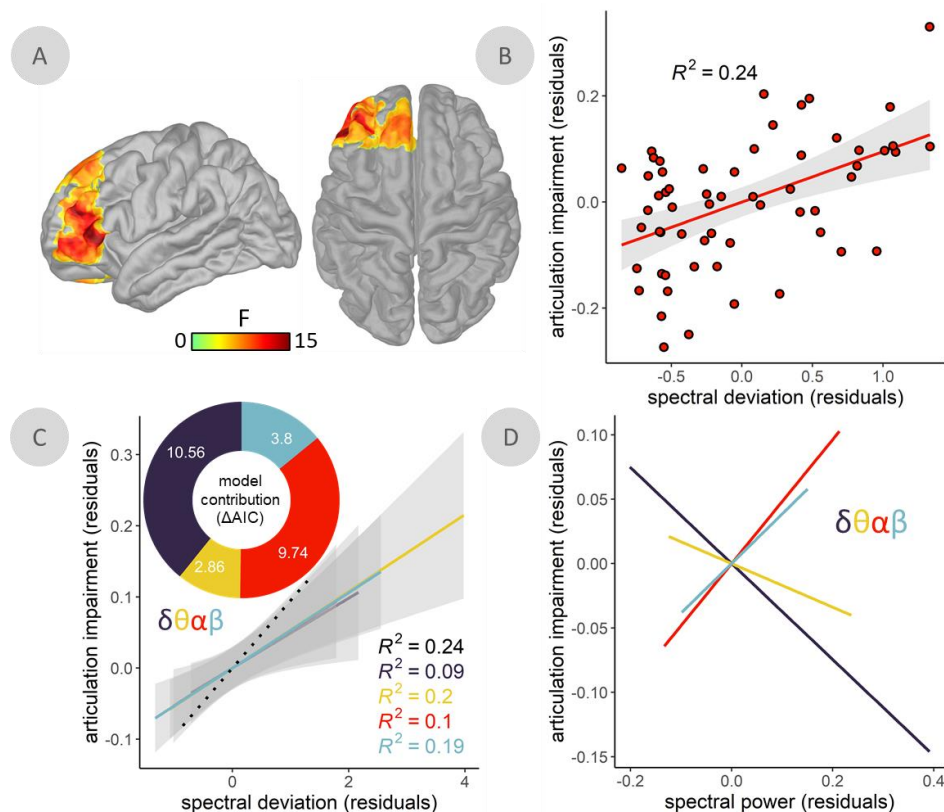 A
F
0 15
B
R² = 0.24
articulation impairment (residuals)
0.2
0.0
-0.2
-0.5 0.0 0.5 1.0
spectral deviation (residuals)
C
articulation impairment (residuals)
0.3
0.2
0.1
0.0
-0.1
10.56
3.8
model
contribution
(ΔAIC)
2.86
9.74
δθαβ
R² = 0.24
R² = 0.09
R² = 0.2
R² = 0.1
R² = 0.19
0 2 4
spectral deviation (residuals)
D
articulation impairment (residuals)
0.10
0.05
0.00
-0.05
-0.10
-0.15
δθαβ
-0.2 0.0 0.2 0.4
spectral power (residuals)